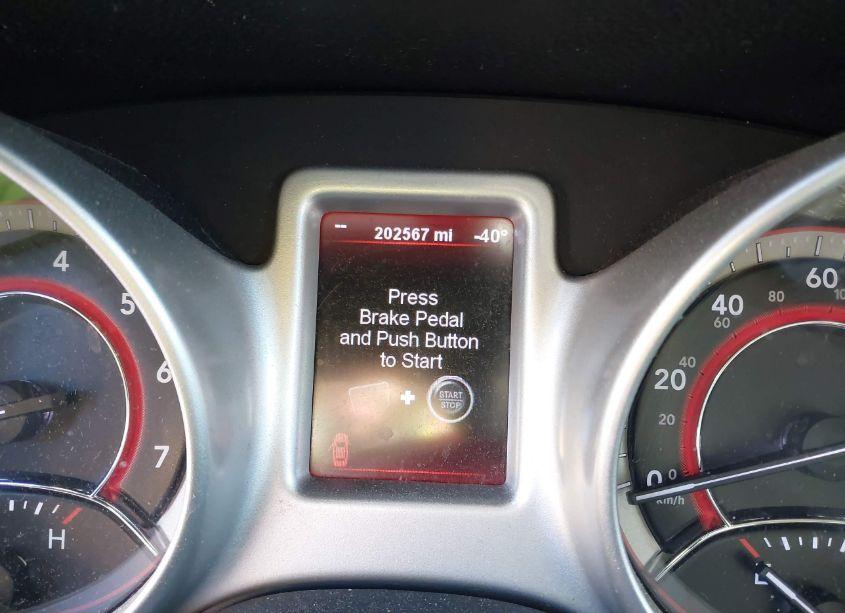 -- 202567 mi -40°
Press
Brake Pedal
and Push Button
to Start
+ START
STOP
4
5
6
7
H
60
40 80
60
20 40
20
0 0
km/h